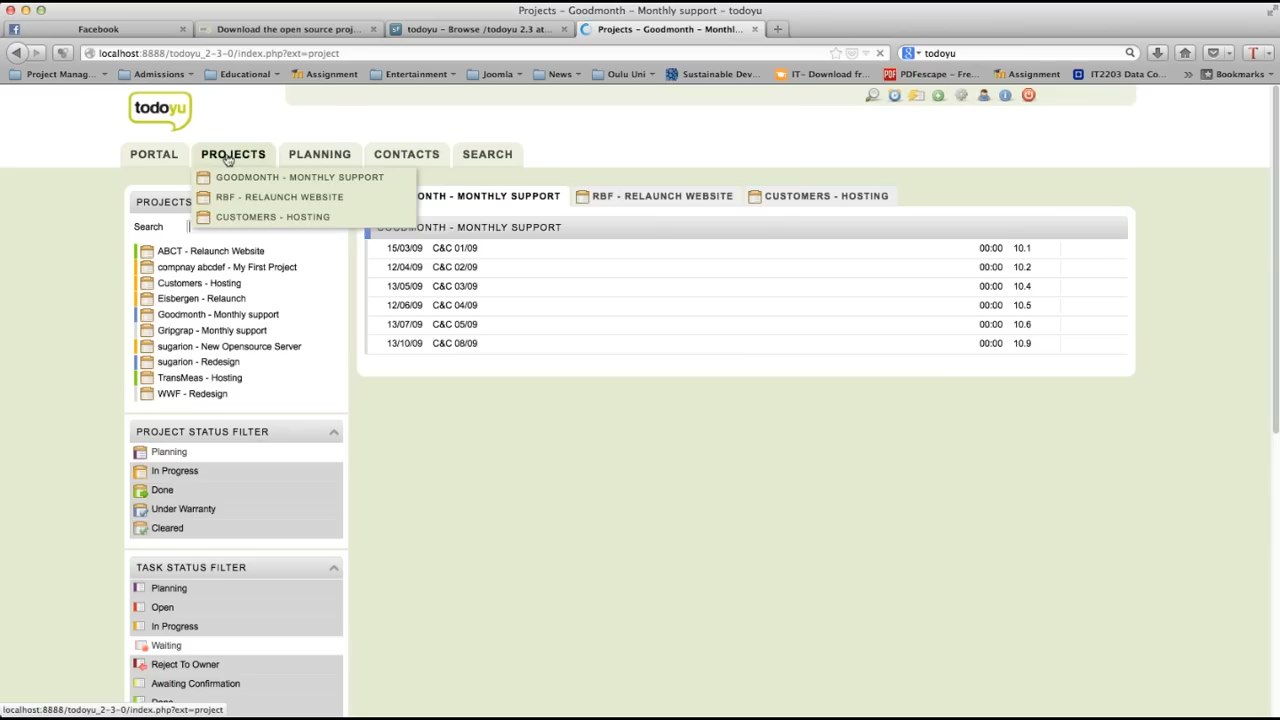 Projects - Goodmonth - Monthly support - todoyu
Facebook
Download the open source proj...
todoyu - Browse /todoyu 2.3 at...
Projects - Goodmonth - Monthl...
localhost:8888/todoyu_2-3-0/index.php?ext=project
todoyu
Project Manag...
Admissions
Educational
Assignment
Entertainment
Joomla
News
Oulu Uni
Sustainable Dev...
IT- Download fr...
PDFescape - Fre...
Assignment
IT2203 Data Co...
Bookmarks
todoyu
PORTAL
PROJECTS
PLANNING
CONTACTS
SEARCH
GOODMONTH - MONTHLY SUPPORT
RBF - RELAUNCH WEBSITE
CUSTOMERS - HOSTING
PROJECTS
Search
ABCT - Relaunch Website
compnay abcdef - My First Project
Customers - Hosting
Eisbergen - Relaunch
Goodmonth - Monthly support
Gripgrap - Monthly support
sugarion - New Opensource Server
sugarion - Redesign
TransMeas - Hosting
WWF - Redesign
PROJECT STATUS FILTER
Planning
In Progress
Done
Under Warranty
Cleared
TASK STATUS FILTER
Planning
Open
In Progress
Waiting
Reject To Owner
Awaiting Confirmation
Done
ONTH - MONTHLY SUPPORT
RBF - RELAUNCH WEBSITE
CUSTOMERS - HOSTING
GOODMONTH - MONTHLY SUPPORT
15/03/09 C&C 01/09 00:00 10.1
12/04/09 C&C 02/09 00:00 10.2
13/05/09 C&C 03/09 00:00 10.4
12/06/09 C&C 04/09 00:00 10.5
13/07/09 C&C 05/09 00:00 10.6
13/10/09 C&C 08/09 00:00 10.9
localhost:8888/todoyu_2-3-0/index.php?ext=project